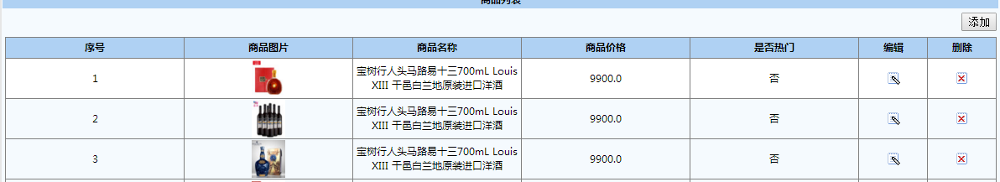 商品列表
添加
序号 商品图片 商品名称 商品价格 是否热门 编辑 删除
1 宝树行人头马路易十三700mL Louis XIII 干邑白兰地原装进口洋酒 9900.0 否
2 宝树行人头马路易十三700mL Louis XIII 干邑白兰地原装进口洋酒 9900.0 否
3 宝树行人头马路易十三700mL Louis XIII 干邑白兰地原装进口洋酒 9900.0 否